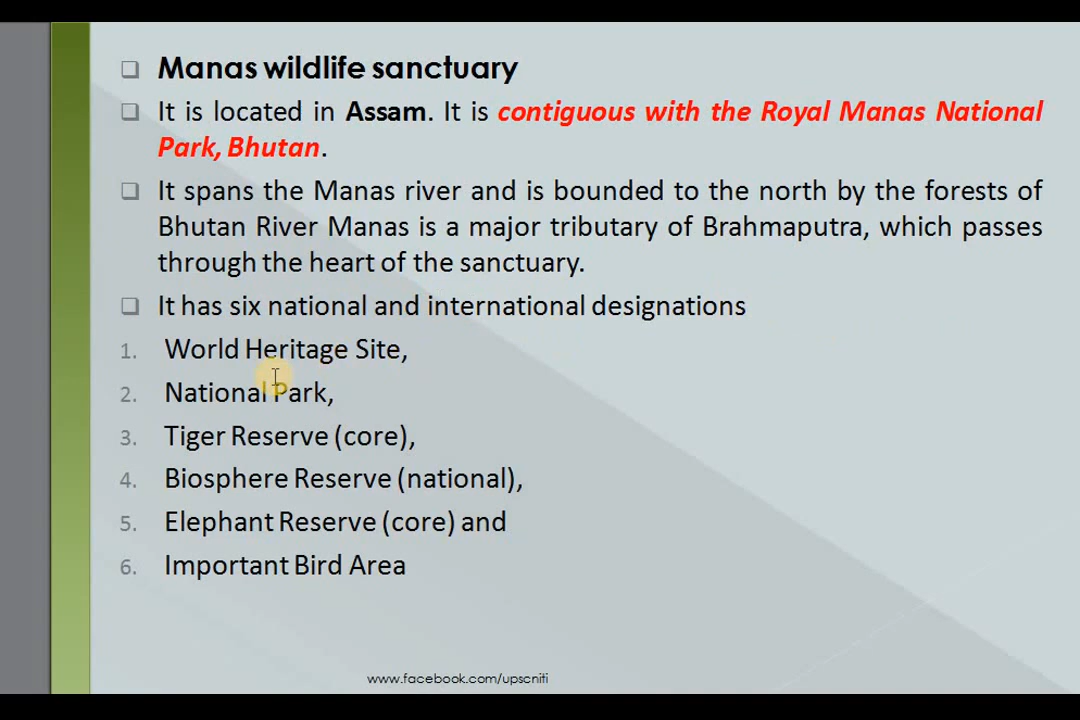 Manas wildlife sanctuary
It is located in Assam. It is contiguous with the Royal Manas National
Park, Bhutan.
It spans the Manas river and is bounded to the north by the forests of
Bhutan River Manas is a major tributary of Brahmaputra, which passes
through the heart of the sanctuary.
It has six national and international designations
1. World Heritage Site,
2. National Park,
3. Tiger Reserve (core),
4. Biosphere Reserve (national),
5. Elephant Reserve (core) and
6. Important Bird Area
www.facebook.com/upscniti